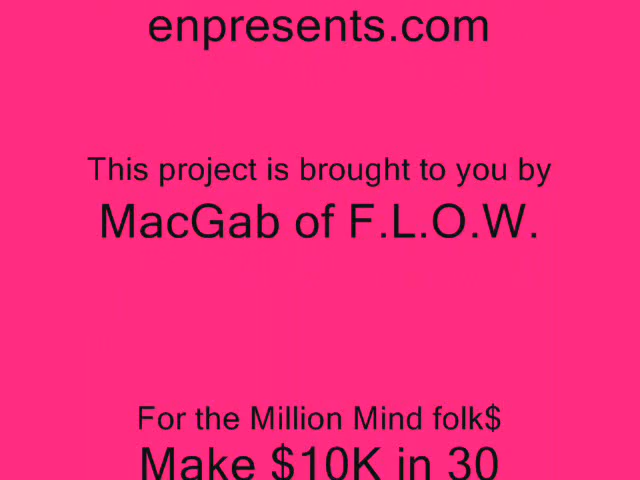 enpresents.com
This project is brought to you by
MacGab of F.L.O.W.
For the Million Mind folk$
Make $10K in 30